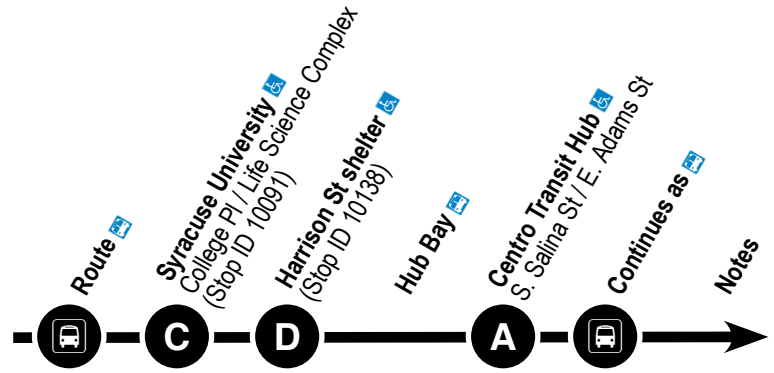 Route
Syracuse University
College Pl / Life Science Complex
(Stop ID 10091)
Harrison St shelter
(Stop ID 10138)
Hub Bay
Centro Transit Hub
S. Salina St / E. Adams St
Continues as
Notes
C
D
A